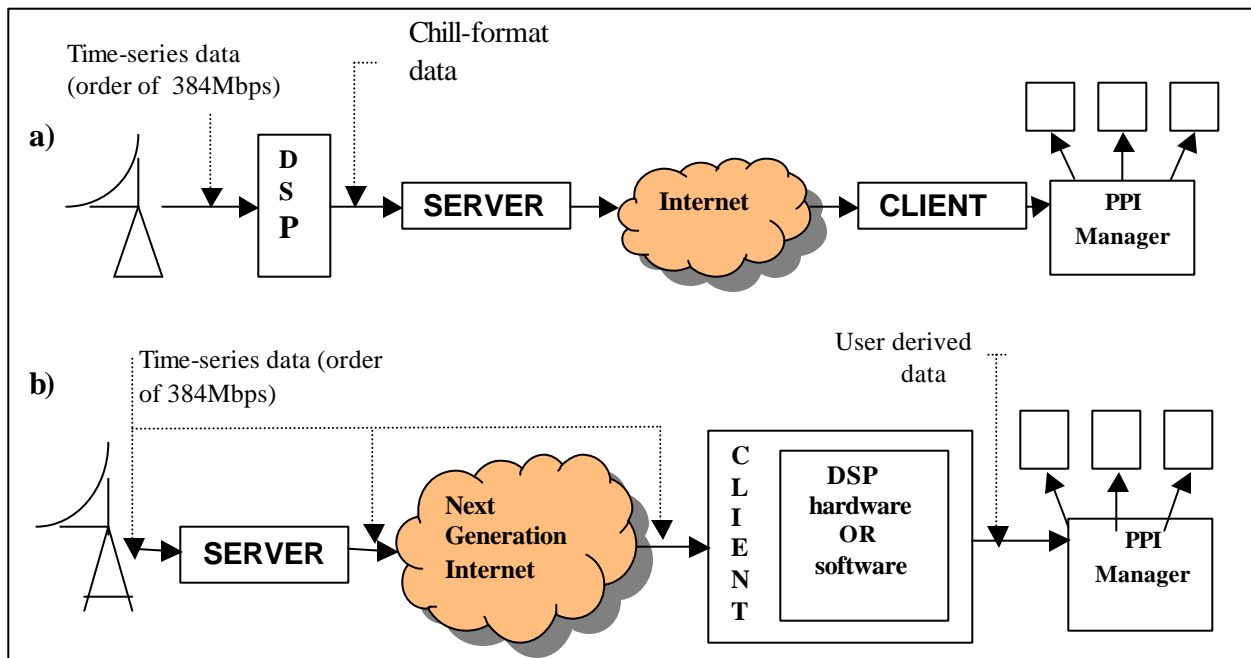 Time-series data
(order of 384Mbps)
Chill-format
data
a)
D
S
P
SERVER
Internet
CLIENT
PPI
Manager
b)
Time-series data (order
of 384Mbps)
User derived
data
SERVER
Next
Generation
Internet
C
L
I
E
N
T
DSP
hardware
OR
software
PPI
Manager